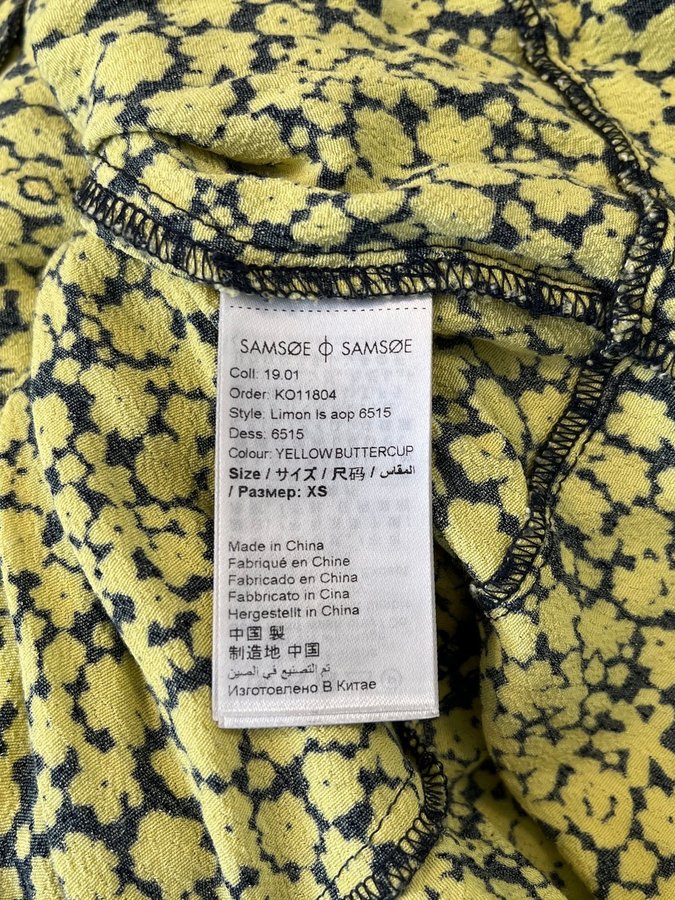 SAMSØE ϕ SAMSØE
Coll: 19.01
Order: KO11804
Style: Limon ls aop 6515
Dess: 6515
Colour: YELLOW BUTTERCUP
Size / サイズ / 尺码 / المقاس
/ Размер: XS
Made in China
Fabriqué en Chine
Fabricado en China
Fabbricato in Cina
Hergestellt in China
中国 製
制造地 中国
تم التصنيع في الصين
Изготовлено В Китае